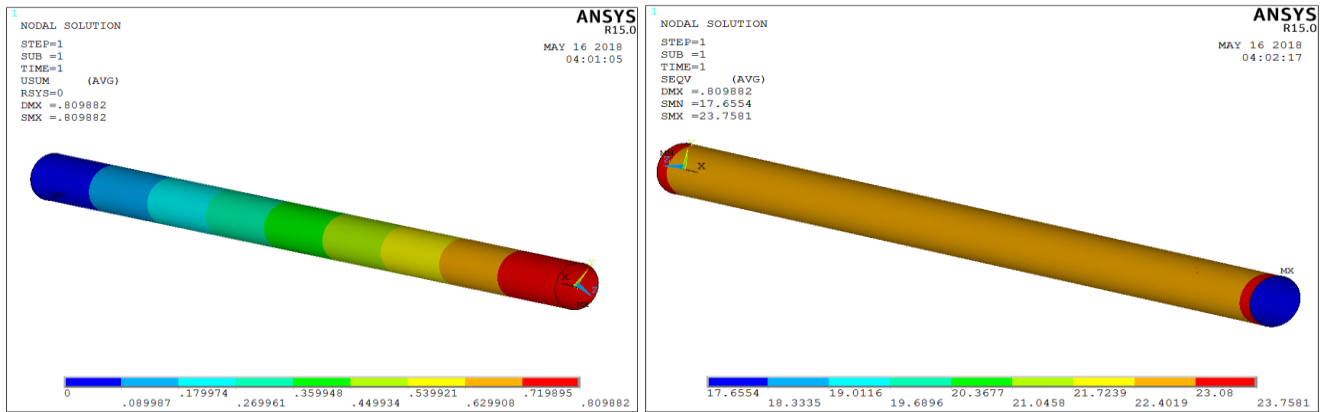 1
NODAL SOLUTION
STEP=1
SUB =1
TIME=1
USUM (AVG)
RSYS=0
DMX =.809882
SMX =.809882
ANSYS
R15.0
MAY 16 2018
04:01:05
X
Y
Z
MX
0 .179974 .359948 .539921 .719895
.089987 .269961 .449934 .629908 .809882
1
NODAL SOLUTION
STEP=1
SUB =1
TIME=1
SEQV (AVG)
DMX =.809882
SMN =17.6554
SMX =23.7581
ANSYS
R15.0
MAY 16 2018
04:02:17
Y
Z
X
MX
17.6554 19.0116 20.3677 21.7239 23.08
18.3335 19.6896 21.0458 22.4019 23.7581